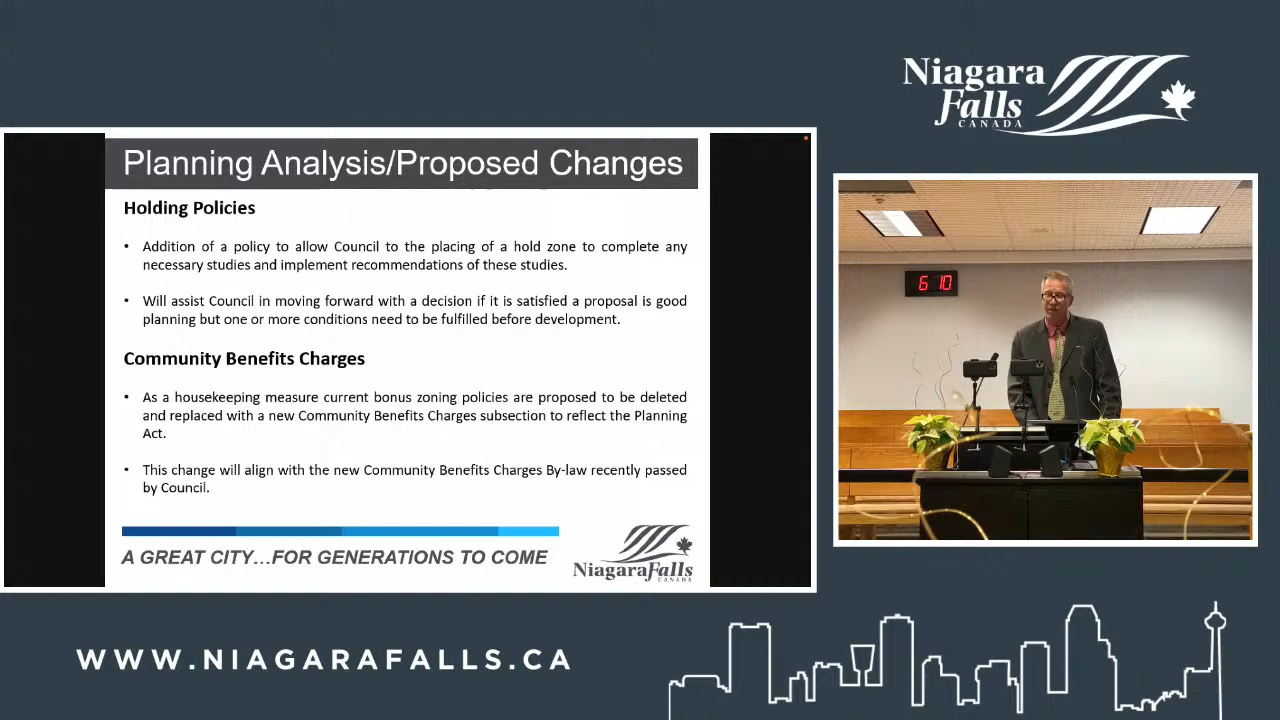 Niagara
Falls
CANADA
Planning Analysis/Proposed Changes
Holding Policies
• Addition of a policy to allow Council to the placing of a hold zone to complete any
necessary studies and implement recommendations of these studies.
• Will assist Council in moving forward with a decision if it is satisfied a proposal is good
planning but one or more conditions need to be fulfilled before development.
Community Benefits Charges
• As a housekeeping measure current bonus zoning policies are proposed to be deleted
and replaced with a new Community Benefits Charges subsection to reflect the Planning
Act.
• This change will align with the new Community Benefits Charges By-law recently passed
by Council.
A GREAT CITY...FOR GENERATIONS TO COME
NiagaraFalls
CANADA
6 10
WWW.NIAGARAFALLS.CA